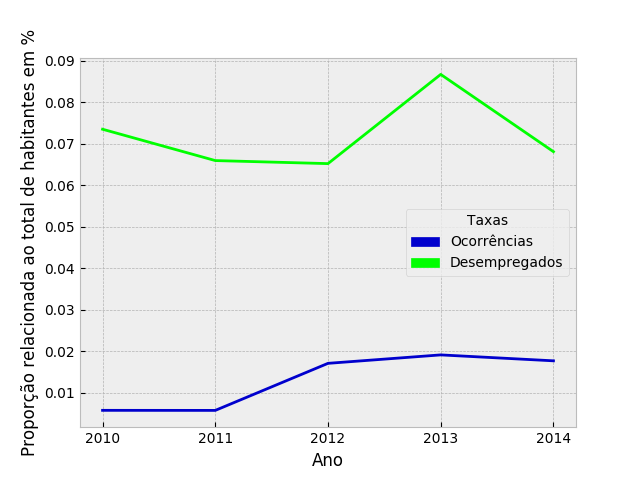 Proporção relacionada ao total de habitantes em %
0.09
0.08
0.07
0.06
0.05
0.04
0.03
0.02
0.01
Taxas
Ocorrências
Desempregados
2010 2011 2012 2013 2014
Ano